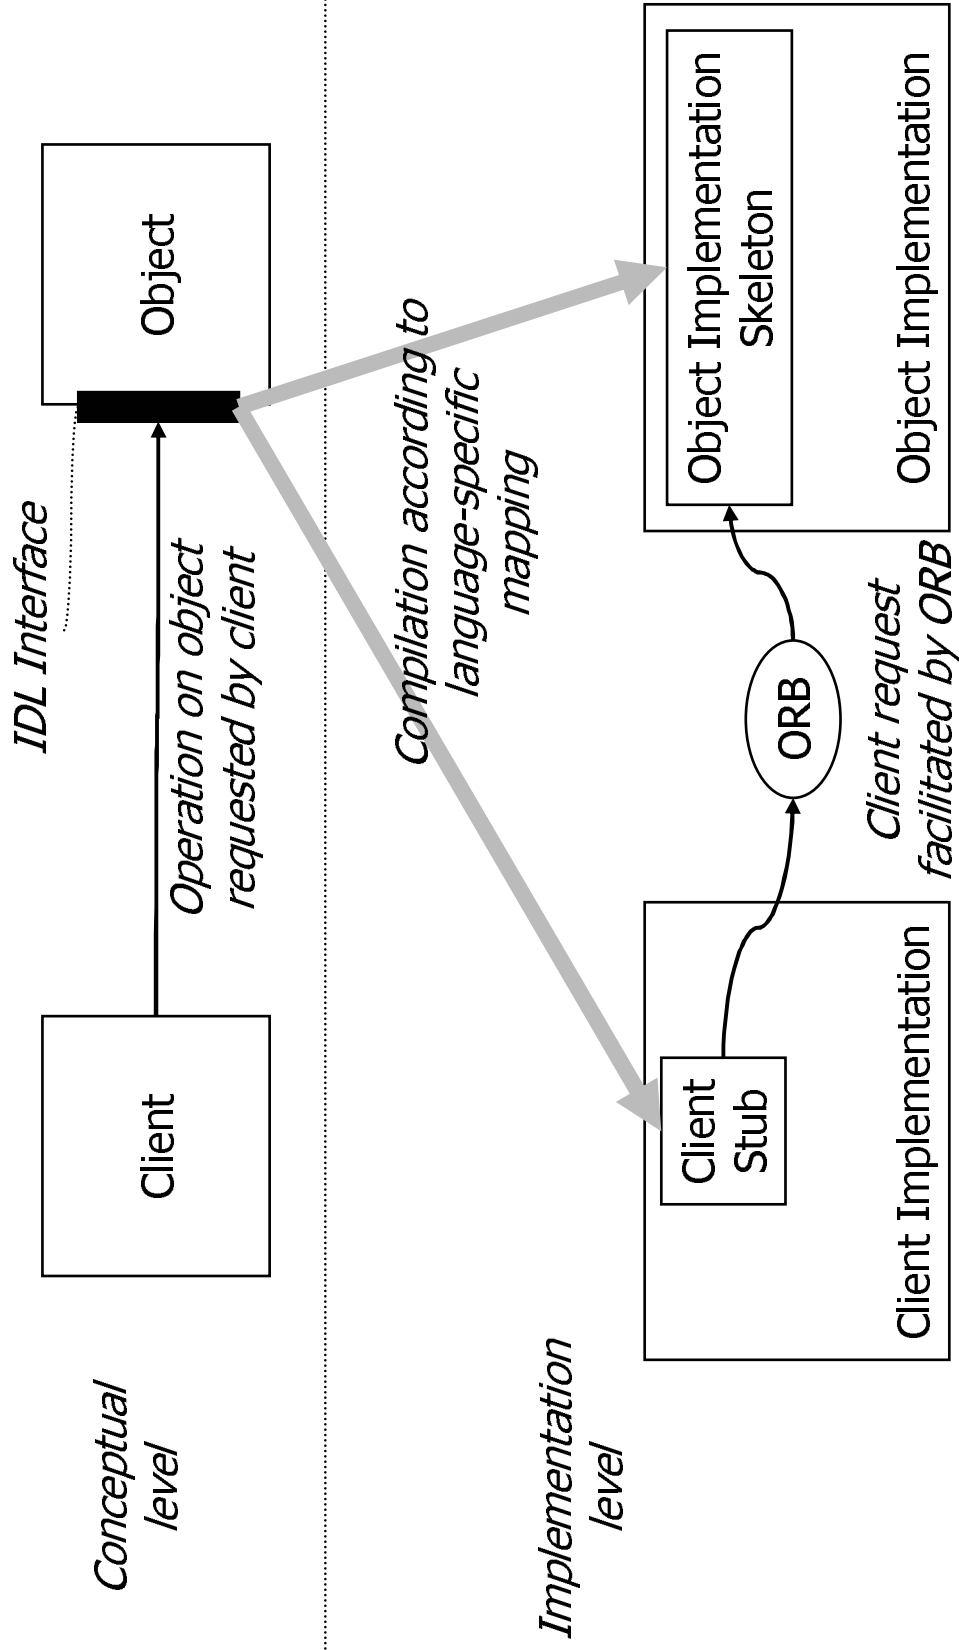 Conceptual
level
Client
IDL Interface
Operation on object
requested by client
Object
Compilation according to
language-specific
mapping
Implementation
level
Client
Stub
Client Implementation
ORB
Client request
facilitated by ORB
Object Implementation
Skeleton
Object Implementation